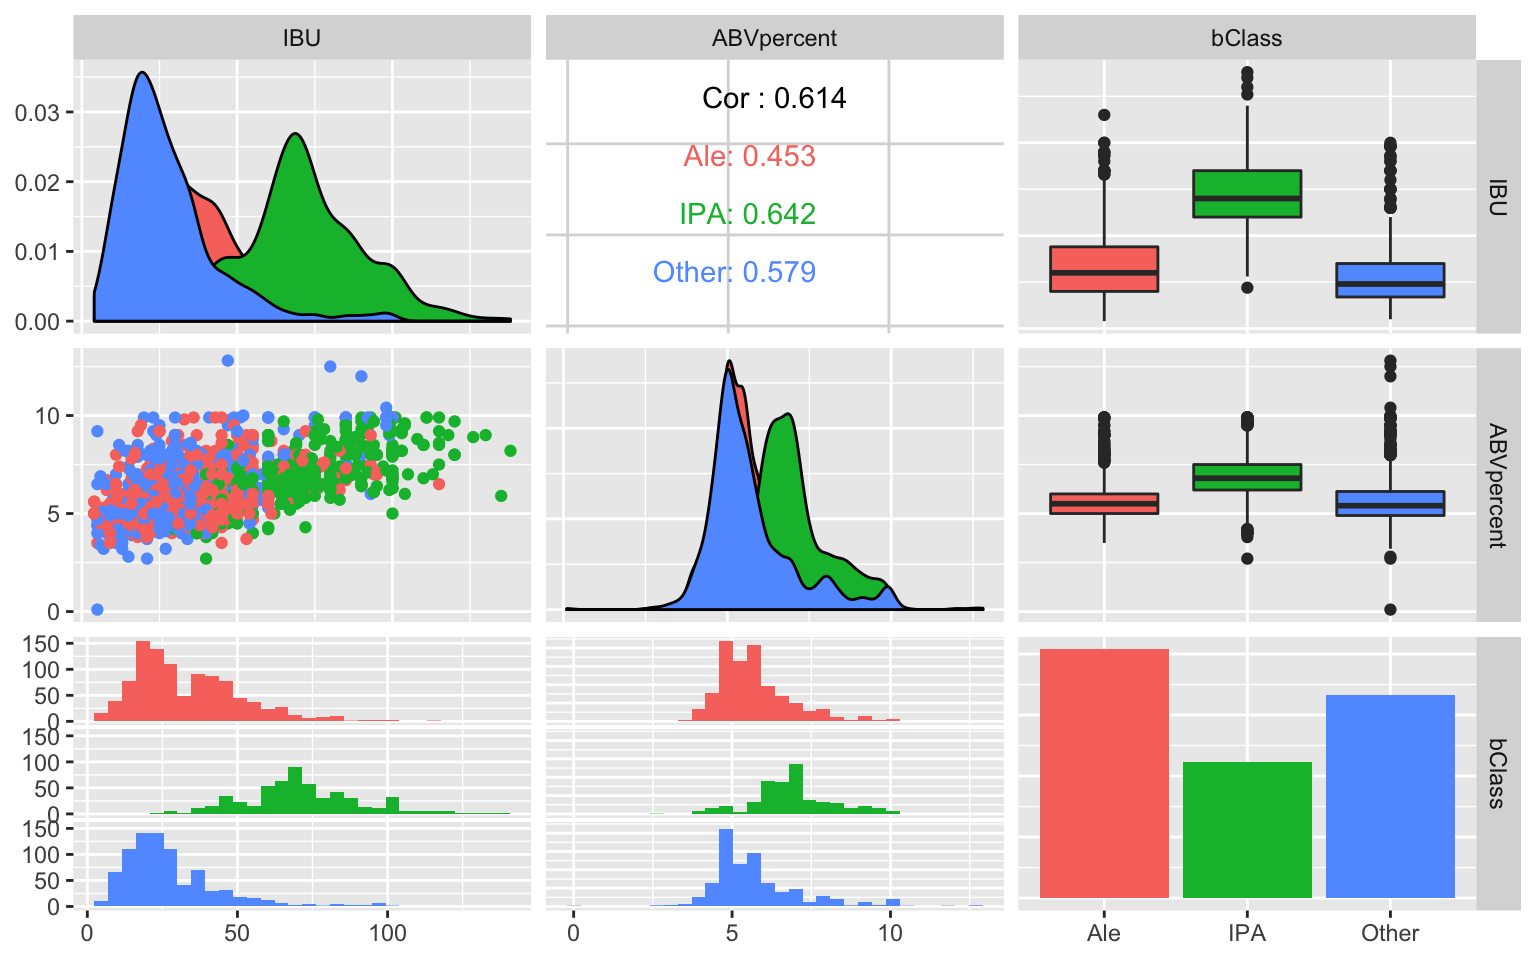 IBU ABVpercent bClass
0.03
0.02
0.01
0.00
Cor : 0.614
Ale: 0.453
IPA: 0.642
Other: 0.579
IBU
10
5
0
ABVpercent
150
100
50
0
150
100
50
0
150
100
50
0
bClass
0 50 100 0 5 10 Ale IPA Other